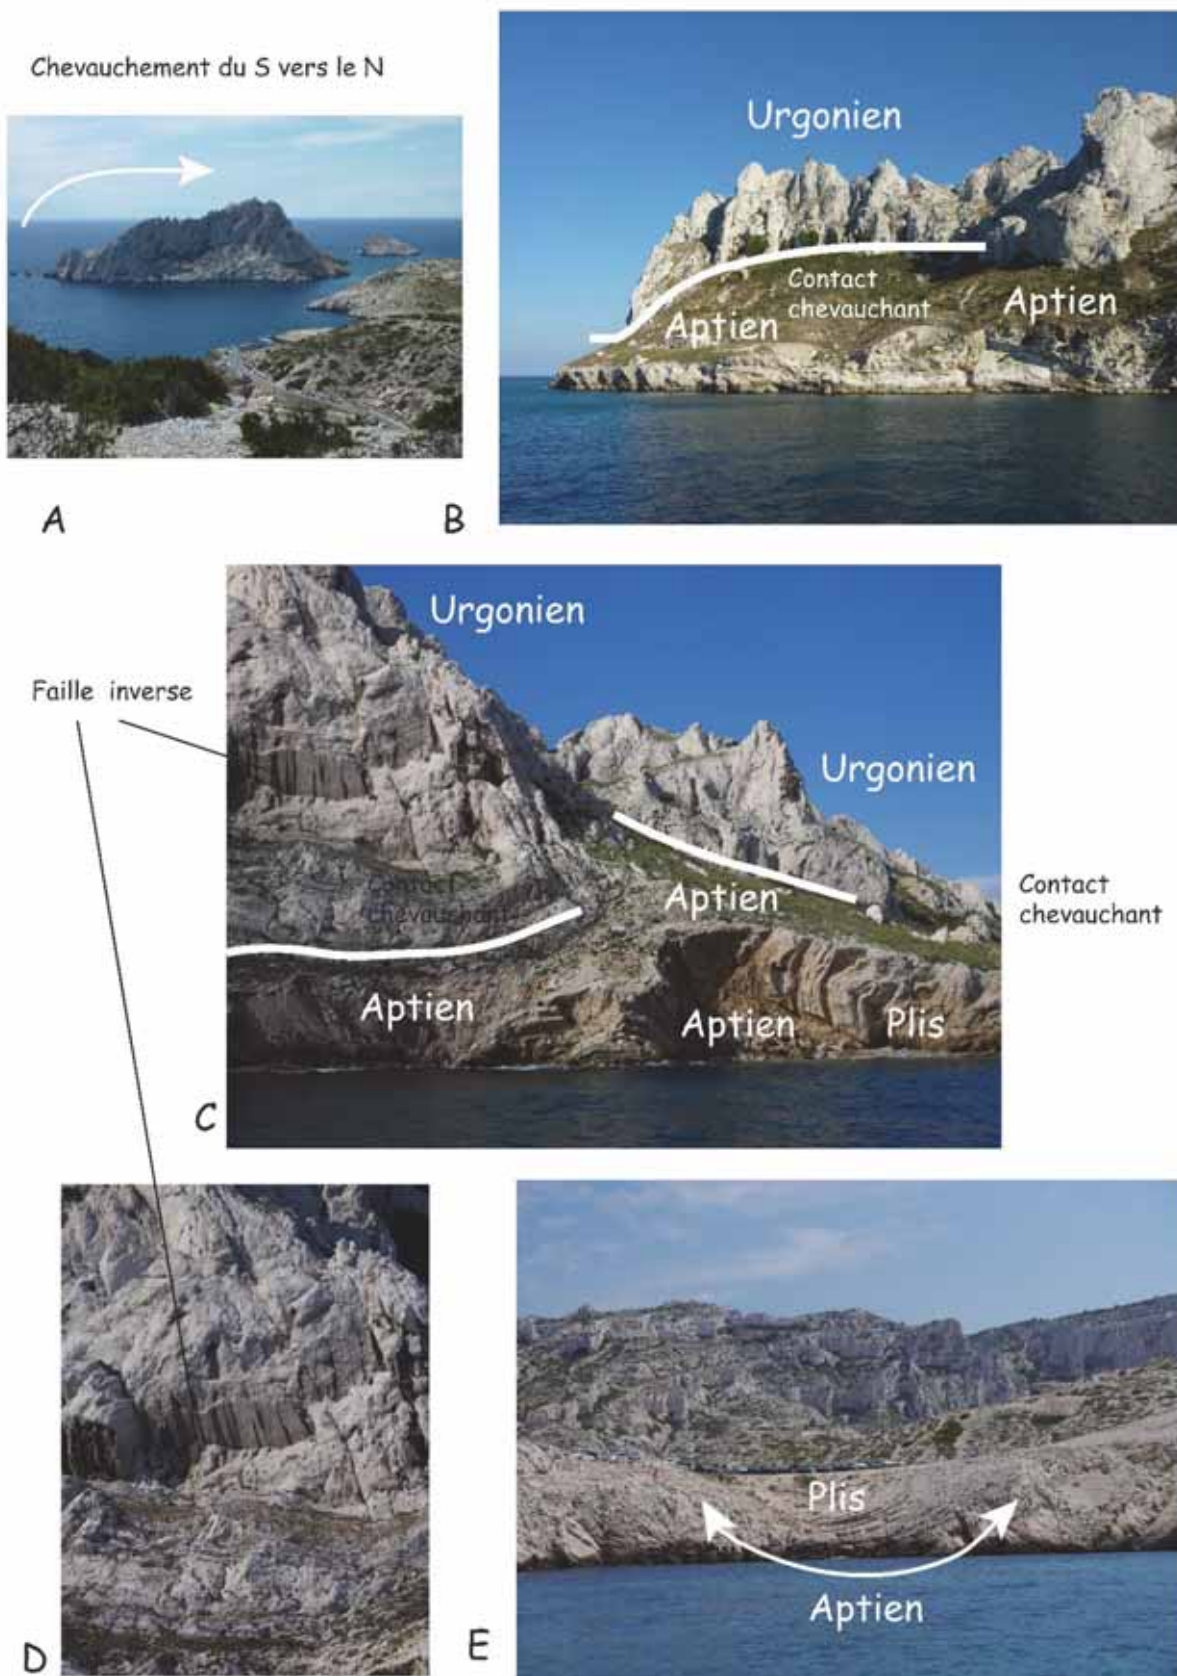 Chevauchement du S vers le N
A
Urgonien
Contact
chevauchant
Aptien
Aptien
B
Faille inverse
Urgonien
Urgonien
Contact
chevauchant
Aptien
Contact
chevauchant
Aptien
Aptien
Plis
C
D
Plis
Aptien
E